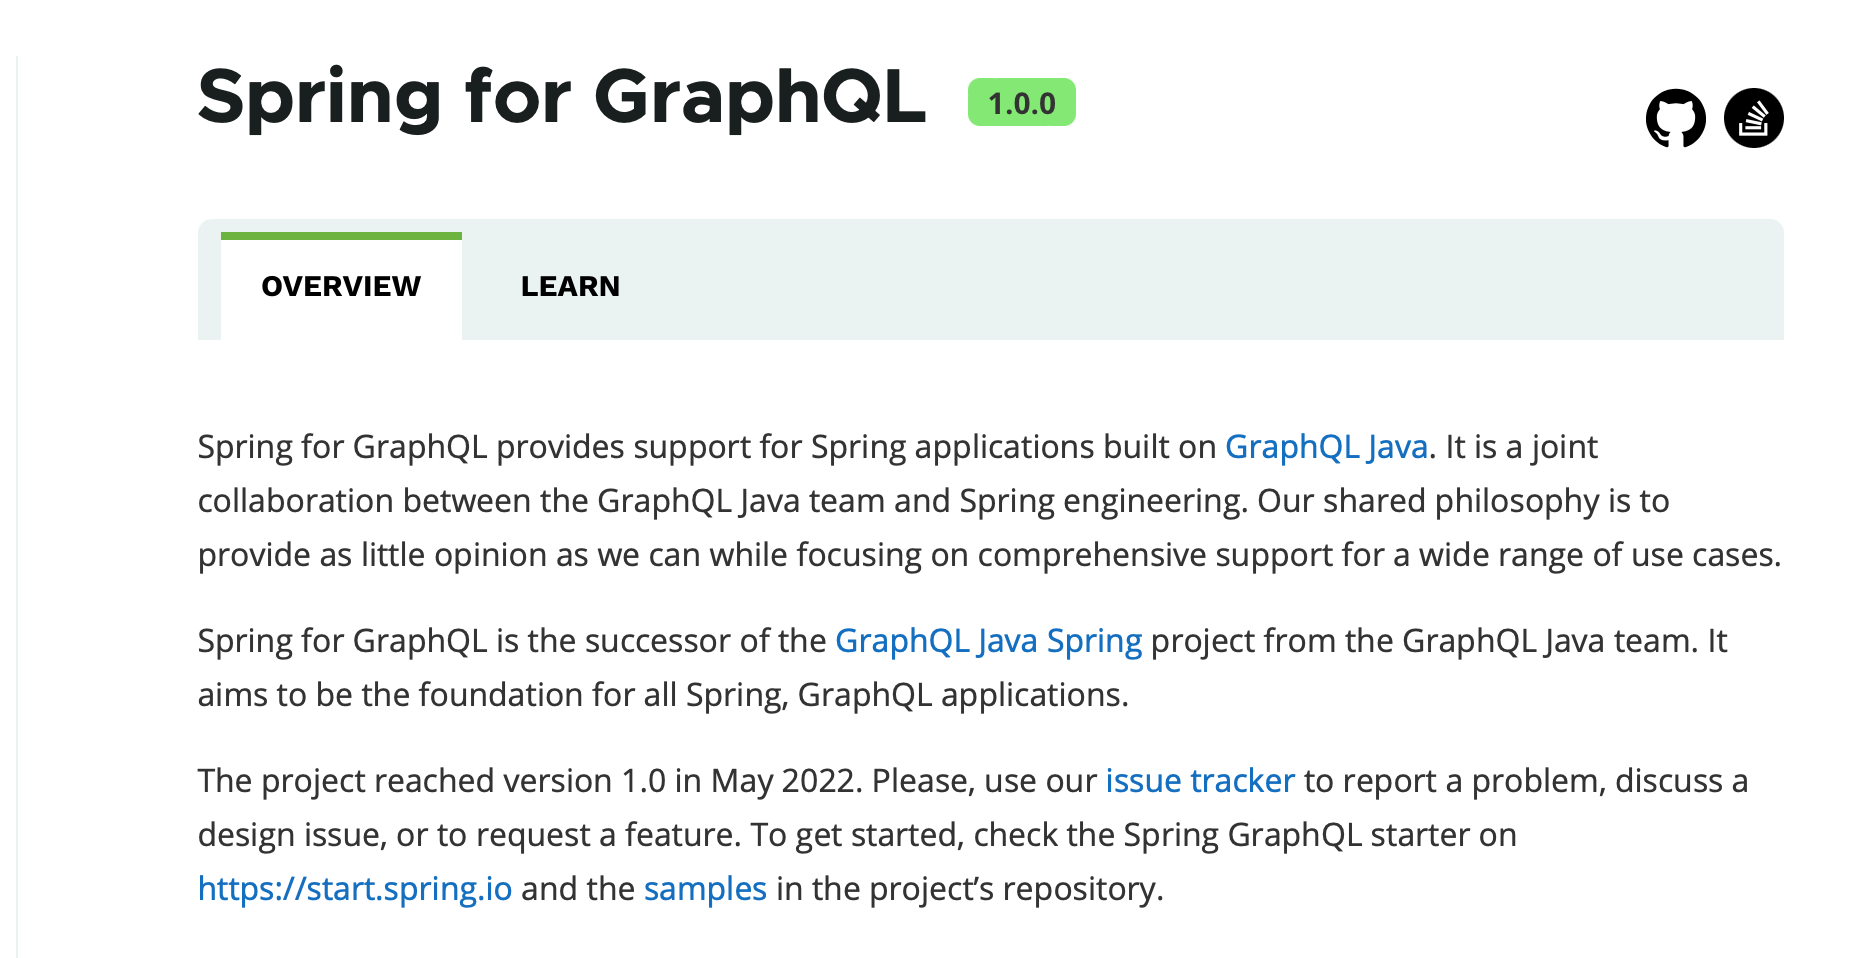 Spring for GraphQL 1.0.0
OVERVIEW LEARN
Spring for GraphQL provides support for Spring applications built on GraphQL Java. It is a joint
collaboration between the GraphQL Java team and Spring engineering. Our shared philosophy is to
provide as little opinion as we can while focusing on comprehensive support for a wide range of use cases.
Spring for GraphQL is the successor of the GraphQL Java Spring project from the GraphQL Java team. It
aims to be the foundation for all Spring, GraphQL applications.
The project reached version 1.0 in May 2022. Please, use our issue tracker to report a problem, discuss a
design issue, or to request a feature. To get started, check the Spring GraphQL starter on
https://start.spring.io and the samples in the project’s repository.